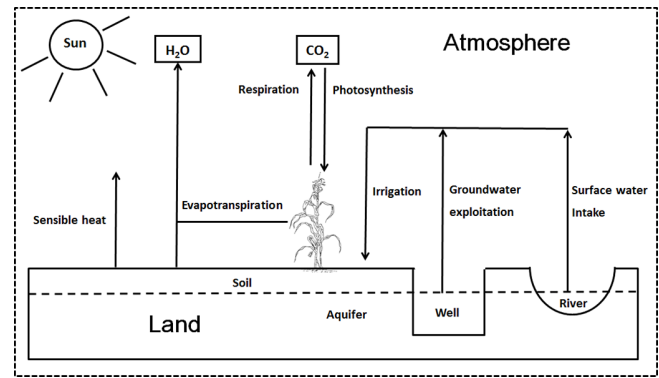 Sun
H₂O
CO₂
Atmosphere
Respiration
Photosynthesis
Sensible heat
Evapotranspiration
Irrigation
Groundwater
exploitation
Surface water
Intake
Soil
Land
Aquifer
Well
River